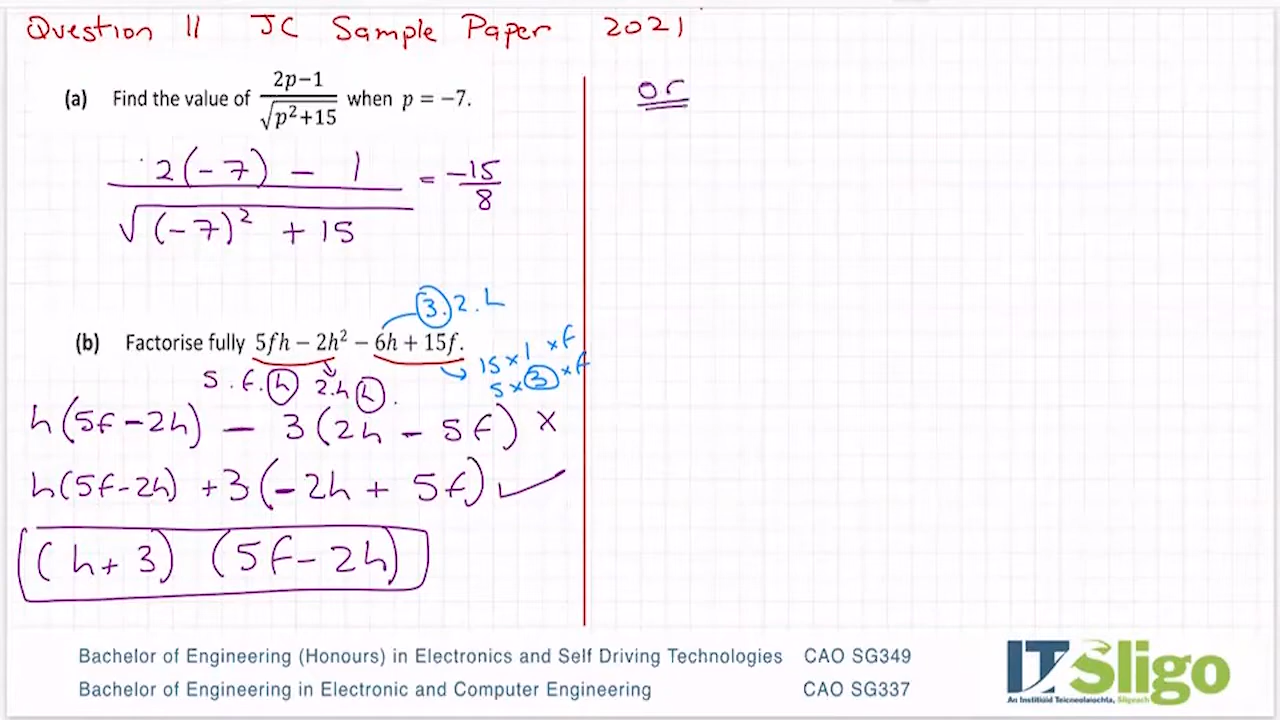 Question 11 JC Sample Paper 2021
(a) Find the value of 2p−1/√p²+15 when p = −7.
2(-7) - 1 / √(-7)² + 15 = -15/8
3.2.h
(b) Factorise fully 5fh − 2h² − 6h + 15f.
15 × 1 × f
5 × 3 × f
5.f.h 2.h h.
h(5f-2h) - 3(2h - 5f) ×
h(5f-2h) +3(-2h + 5f) ✓
(h+3) (5f-2h)
or
Bachelor of Engineering (Honours) in Electronics and Self Driving Technologies CAO SG349
Bachelor of Engineering in Electronic and Computer Engineering CAO SG337
IT Sligo
An Institiúid Teicneolaíochta, Sligeach